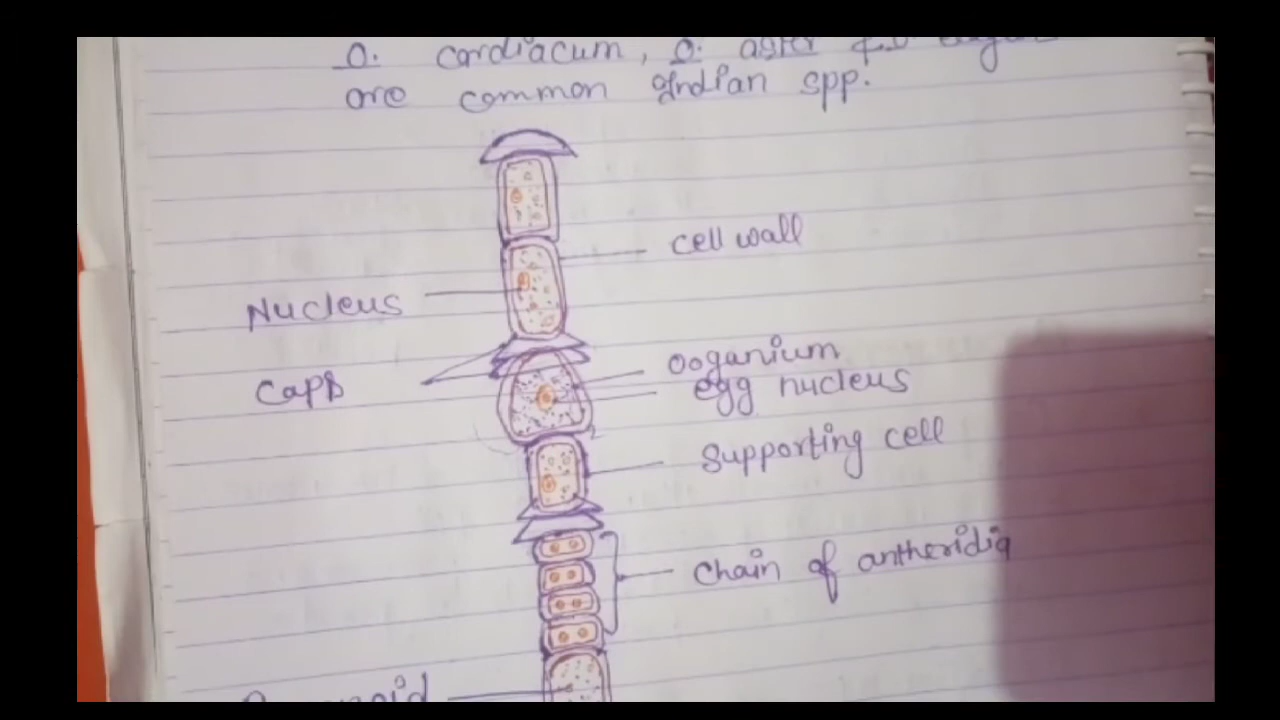 O. cardiacum, O.
are common Indian spp.
cell wall
Nucleus
Ooganium
Caps
egg nucleus
Supporting cell
Chain of antheridia